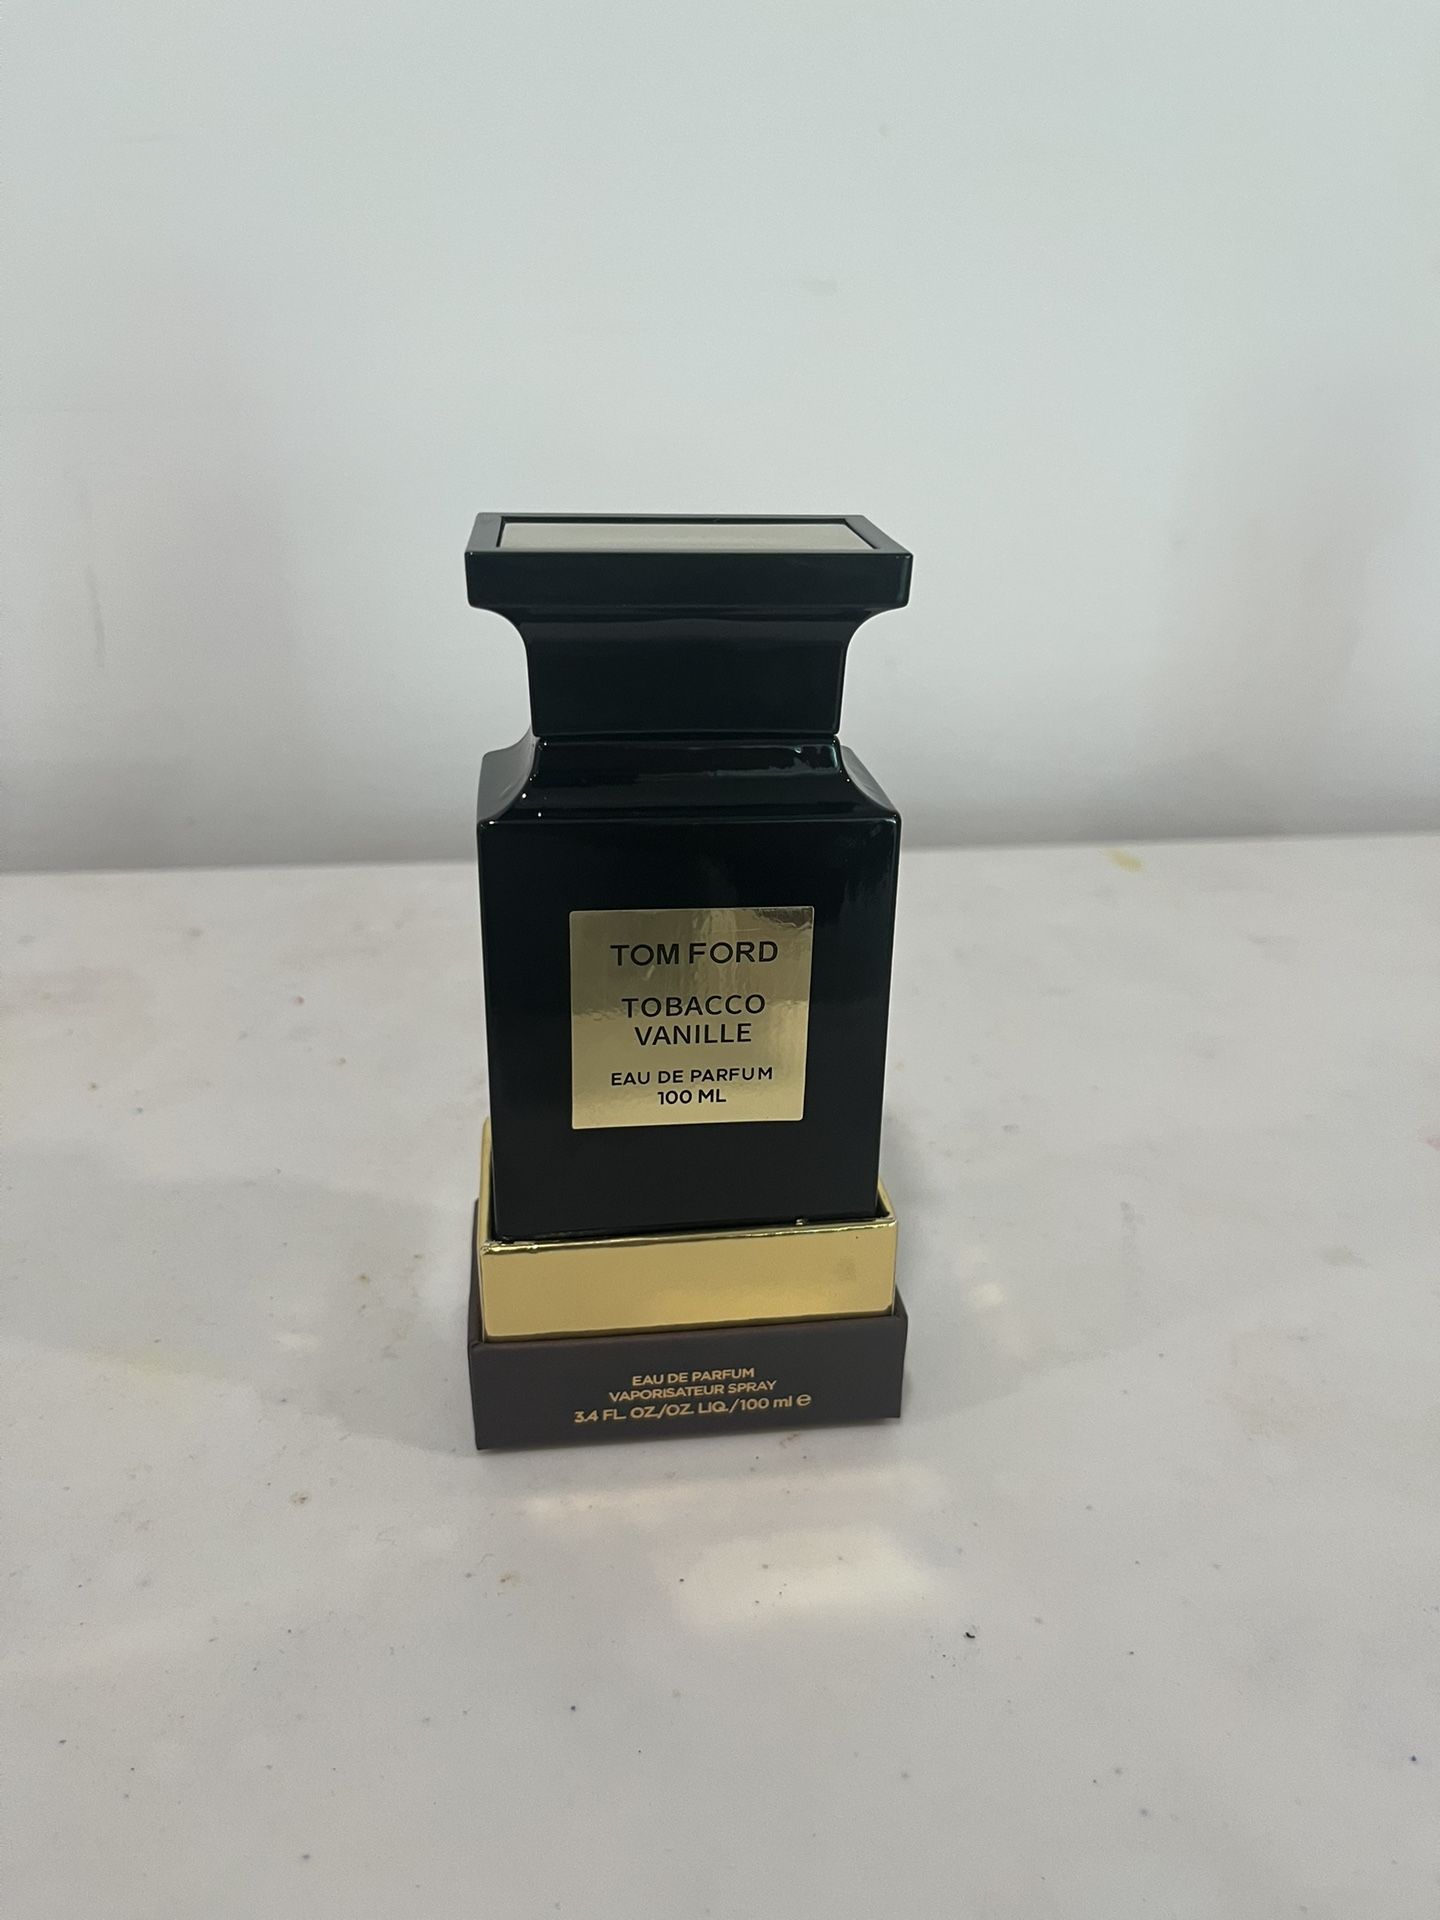 TOM FORD
TOBACCO
VANILLE
EAU DE PARFUM
100 ML
EAU DE PARFUM
VAPORISATEUR SPRAY
3.4 FL. OZ./OZ. LIQ./100 ml ℮